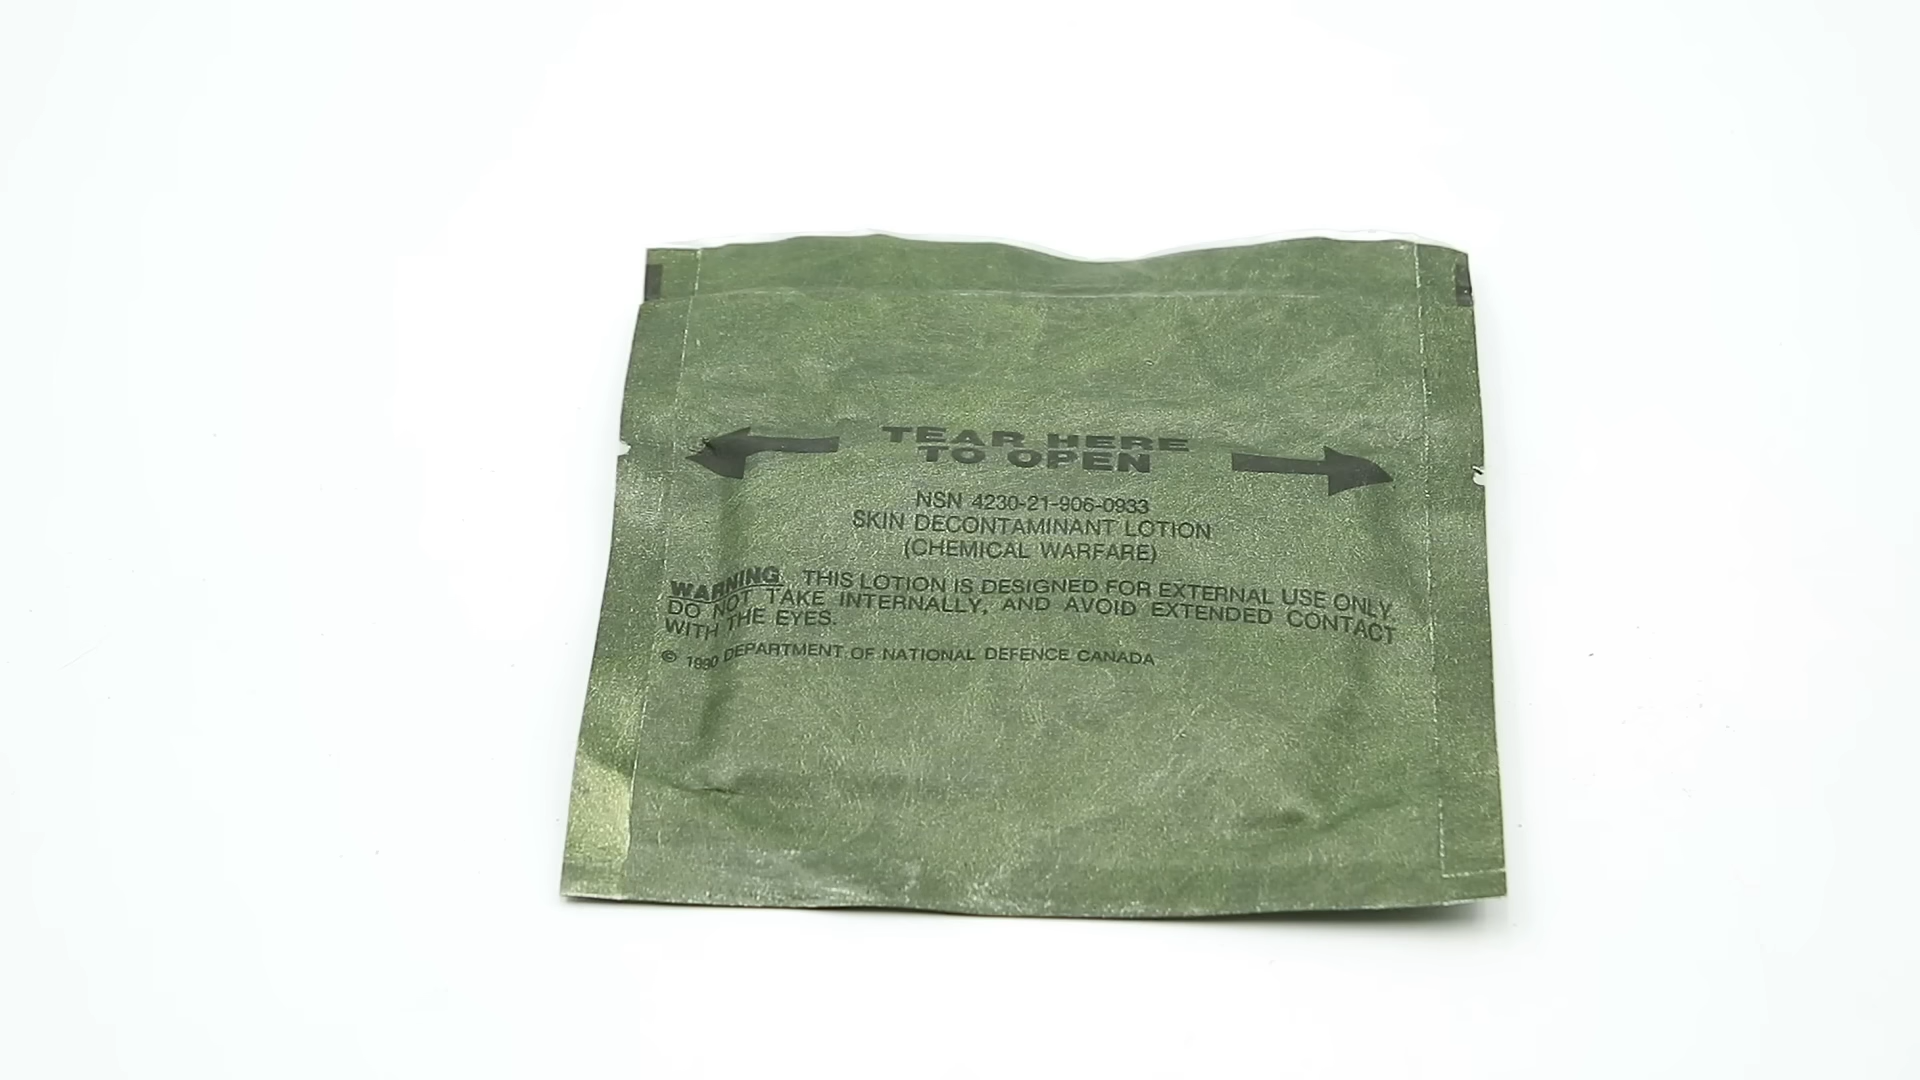 TEAR HERE
TO OPEN
NSN 4230-21-906-0933
SKIN DECONTAMINANT LOTION
(CHEMICAL WARFARE)
WARNING THIS LOTION IS DESIGNED FOR EXTERNAL USE ONLY.
DO NOT TAKE INTERNALLY, AND AVOID EXTENDED CONTACT
WITH THE EYES.
© 1990 DEPARTMENT OF NATIONAL DEFENCE CANADA